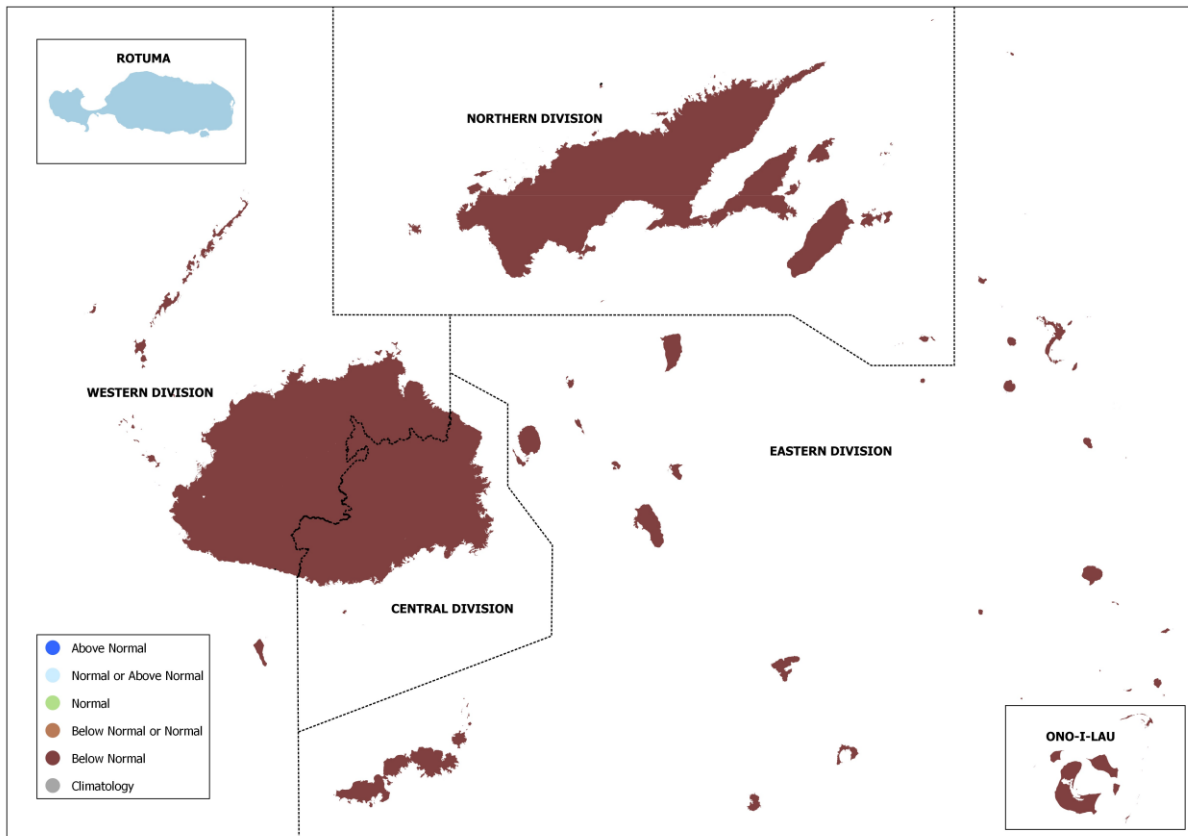 ROTUMA
NORTHERN DIVISION
WESTERN DIVISION
EASTERN DIVISION
CENTRAL DIVISION
Above Normal
Normal or Above Normal
Normal
Below Normal or Normal
Below Normal
Climatology
ONO-I-LAU